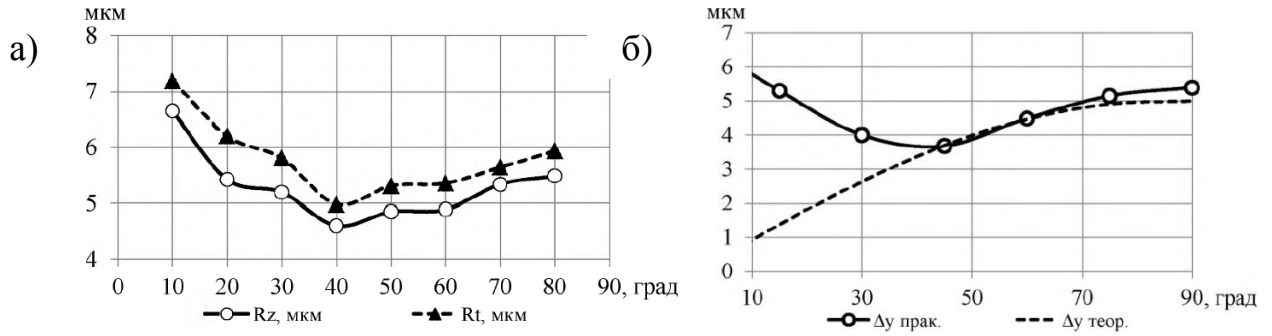 а)
мкм
8
7
6
5
4
0 10 20 30 40 50 60 70 80 90, град
Rz, мкм Rt, мкм
б)
мкм
7
6
5
4
3
2
1
0
10 30 50 70 90, град
Δy прак. Δy теор.